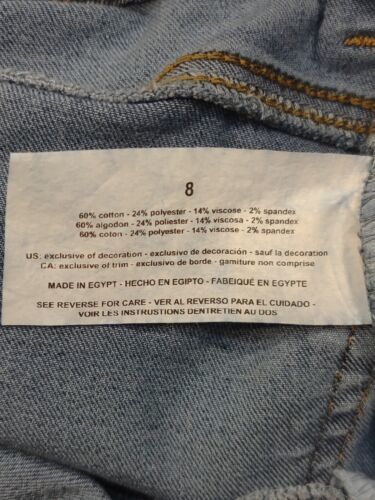 8
60% cotton - 24% polyester - 14% viscose - 2% spandex
60% algodon - 24% poliester - 14% viscosa - 2% spandex
60% coton - 24% polyester - 14% viscose - 2% spandex
US: exclusive of decoration - exclusivo de decoración - sauf la decoration
CA: exclusive of trim - exclusivo de borde - garniture non comprise
MADE IN EGYPT - HECHO EN EGIPTO - FABEIQUÉ EN EGYPTE
SEE REVERSE FOR CARE - VER AL REVERSO PARA EL CUIDADO -
VOIR LES INSTRUSTIONS DENTRETIEN AU DOS